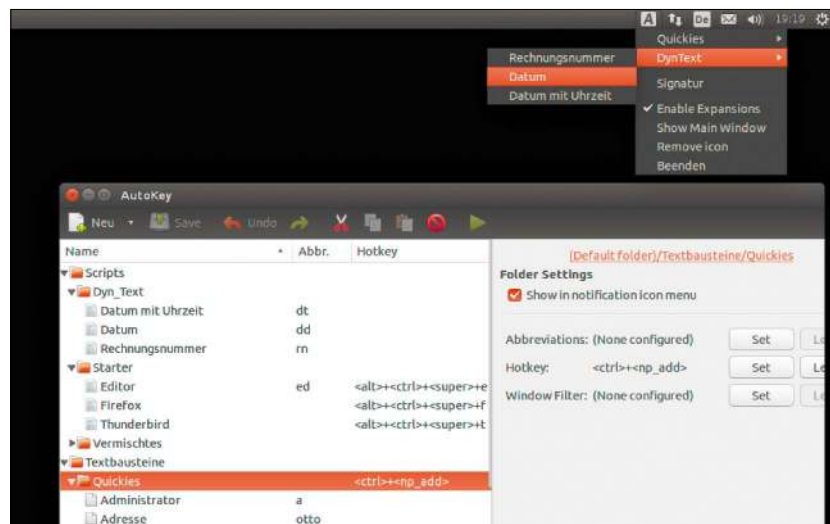 A De 19:19
Quickies
DynText
Signatur
Enable Expansions
Show Main Window
Remove icon
Beenden
Rechnungsnummer
Datum
Datum mit Uhrzeit
AutoKey
Neu Save Undo
Name Abbr. Hotkey
Scripts
Dyn_Text
Datum mit Uhrzeit dt
Datum dd
Rechnungsnummer rn
Starter
Editor ed <alt>+<ctrl>+<super>+e
Firefox <alt>+<ctrl>+<super>+f
Thunderbird <alt>+<ctrl>+<super>+t
Vermischtes
Textbausteine
Quickies <ctrl>+<np_add>
Administrator a
Adresse otto
(Default folder)/Textbausteine/Quickies
Folder Settings
Show in notification icon menu
Abbreviations: (None configured) Set
Hotkey: <ctrl>+<np_add> Set Le
Window Filter: (None configured) Set